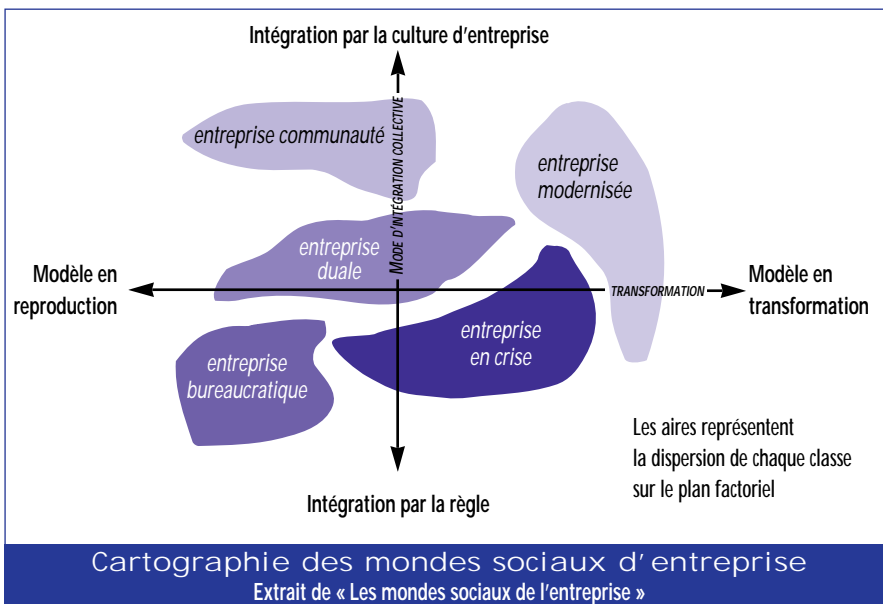 Intégration par la culture d'entreprise
entreprise communauté
MODE D'INTÉGRATION COLLECTIVE
entreprise
modernisée
entreprise
duale
Modèle en
reproduction
TRANSFORMATION
Modèle en
transformation
entreprise
bureaucratique
entreprise
en crise
Les aires représentent
la dispersion de chaque classe
sur le plan factoriel
Intégration par la règle
Cartographie des mondes sociaux d'entreprise
Extrait de « Les mondes sociaux de l'entreprise »